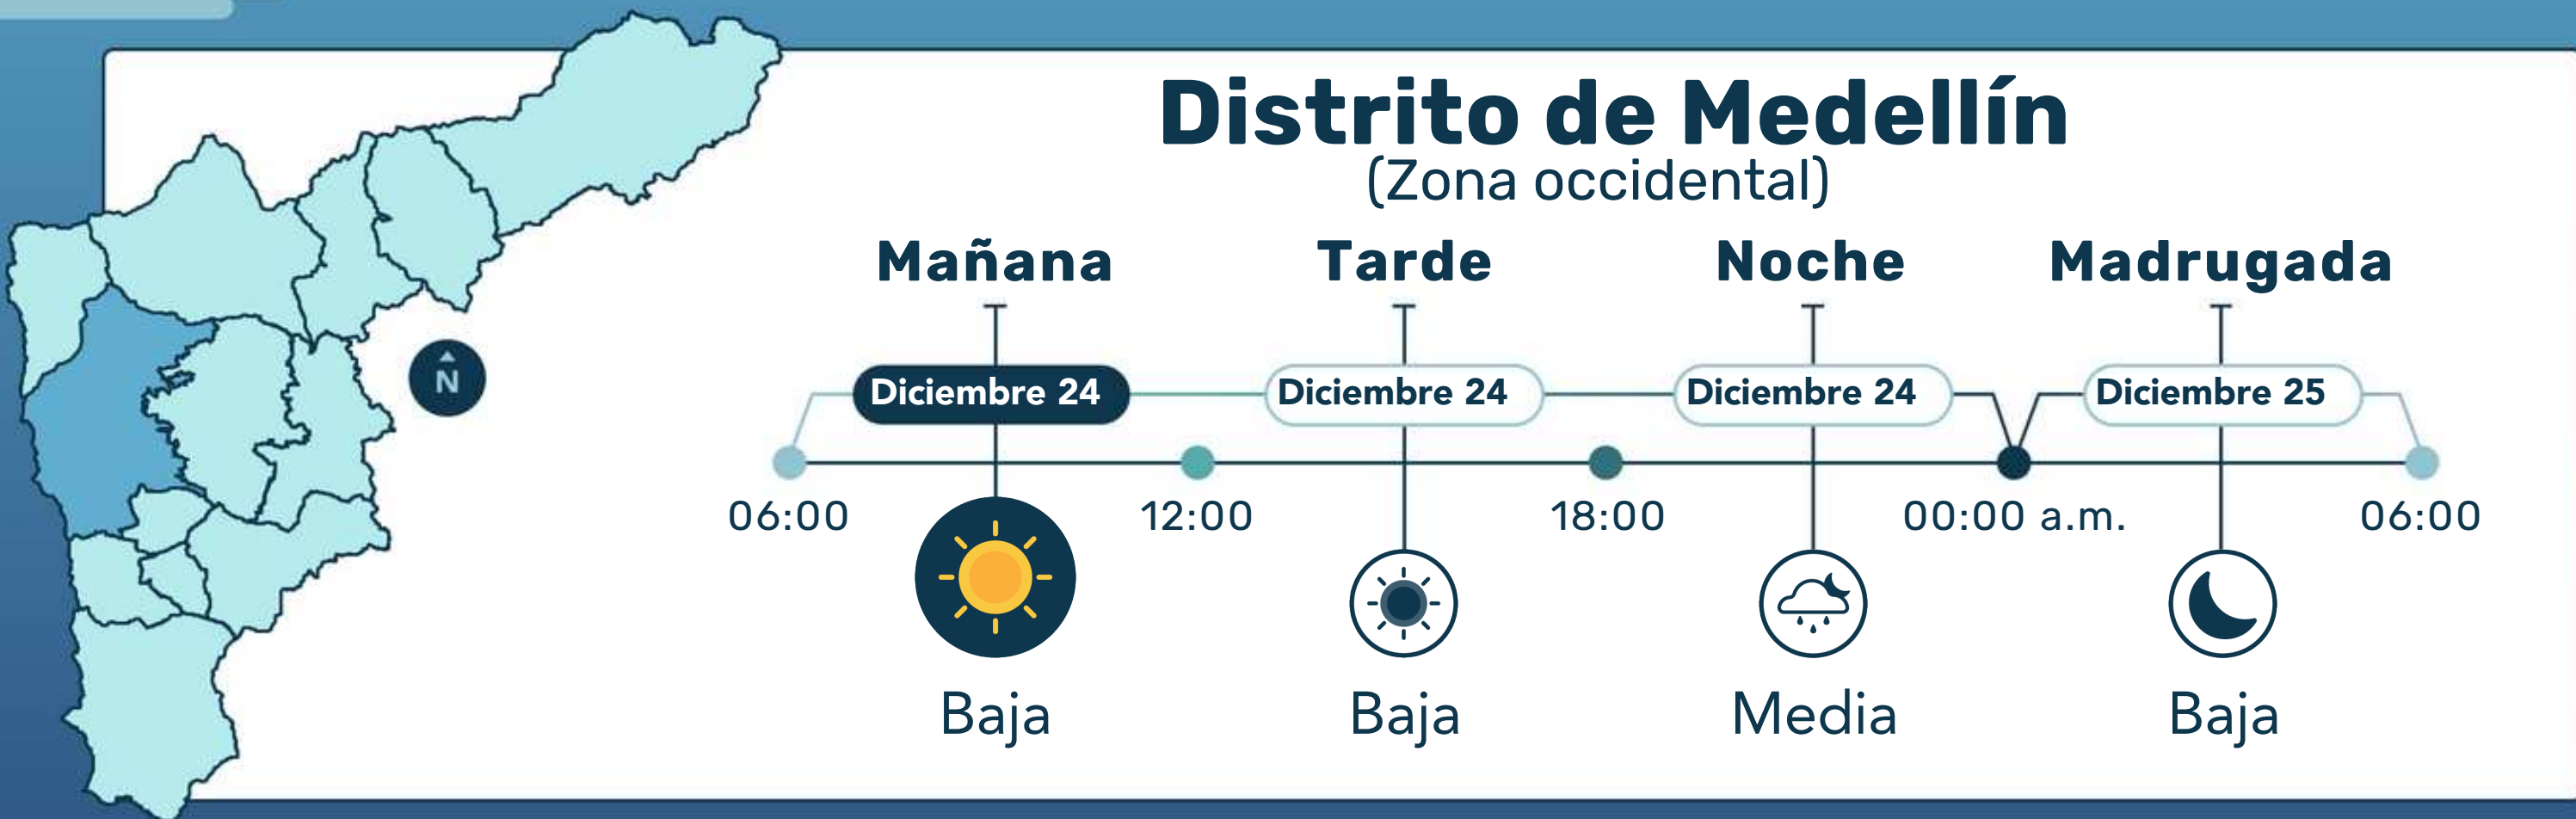 Distrito de Medellín
(Zona occidental)
Mañana Tarde Noche Madrugada
Diciembre 24 Diciembre 24 Diciembre 24 Diciembre 25
N
06:00 12:00 18:00 00:00 a.m. 06:00
Baja Baja Media Baja